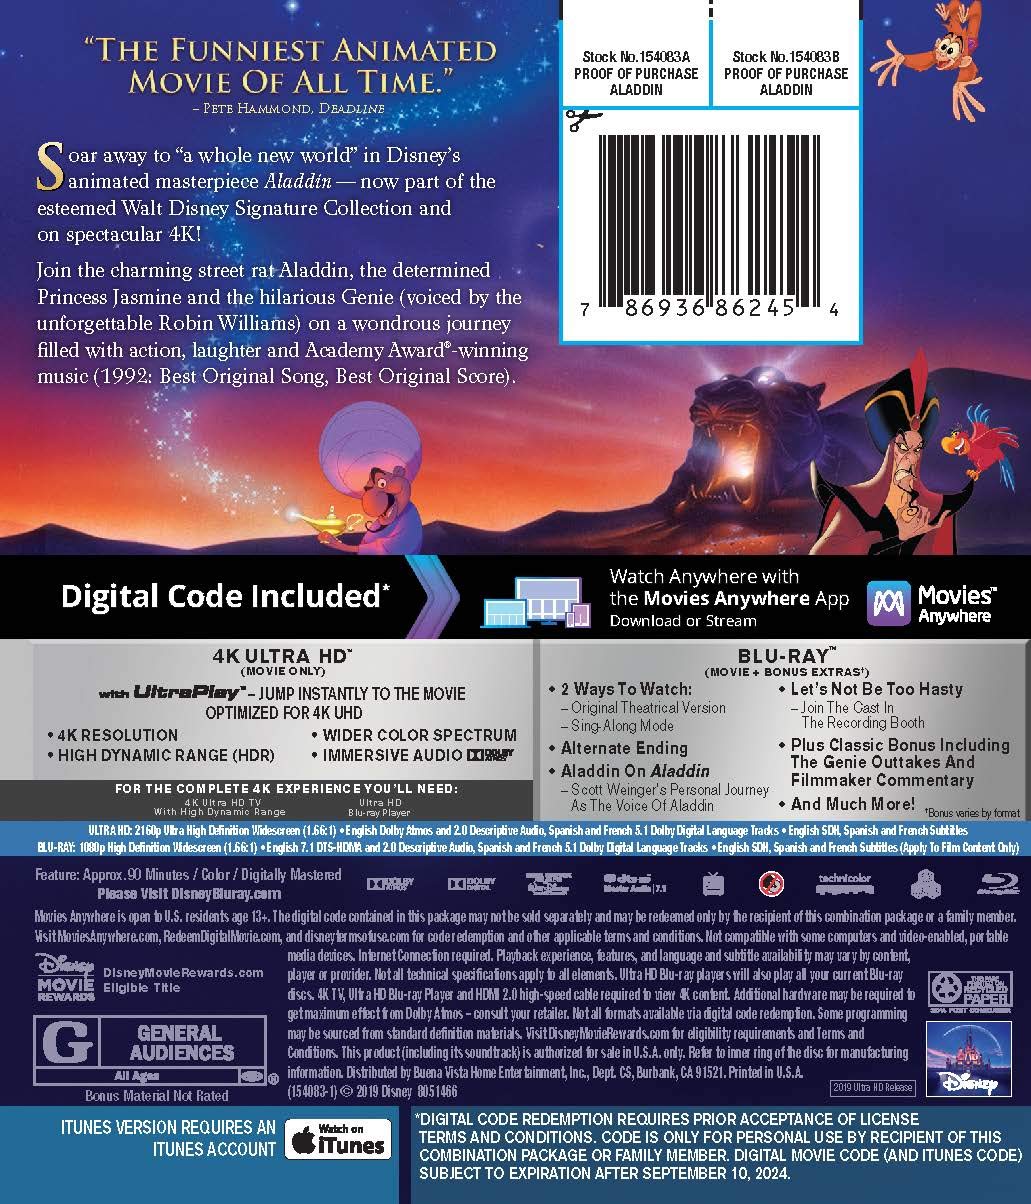 “THE FUNNIEST ANIMATED
MOVIE OF ALL TIME.”
– PETE HAMMOND, DEADLINE
Soar away to “a whole new world” in Disney’s
animated masterpiece Aladdin — now part of the
esteemed Walt Disney Signature Collection and
on spectacular 4K!
Join the charming street rat Aladdin, the determined
Princess Jasmine and the hilarious Genie (voiced by the
unforgettable Robin Williams) on a wondrous journey
filled with action, laughter and Academy Award®-winning
music (1992: Best Original Song, Best Original Score).
Stock No.154083A
PROOF OF PURCHASE
ALADDIN
Stock No.154083B
PROOF OF PURCHASE
ALADDIN
7 86936 86245 4
Digital Code Included*
Watch Anywhere with
the Movies Anywhere App
Download or Stream
Movies™
Anywhere
4K ULTRA HD™
(MOVIE ONLY)
with UltraPlay™ – JUMP INSTANTLY TO THE MOVIE
OPTIMIZED FOR 4K UHD
• 4K RESOLUTION
• HIGH DYNAMIC RANGE (HDR)
• WIDER COLOR SPECTRUM
• IMMERSIVE AUDIO
FOR THE COMPLETE 4K EXPERIENCE YOU’LL NEED:
4K Ultra HD TV
With High Dynamic Range
Ultra HD
Blu-ray Player
BLU-RAY™
(MOVIE + BONUS EXTRAS†)
• 2 Ways To Watch:
– Original Theatrical Version
– Sing-Along Mode
• Alternate Ending
• Aladdin On Aladdin
– Scott Weinger’s Personal Journey
As The Voice Of Aladdin
• Let’s Not Be Too Hasty
– Join The Cast In
The Recording Booth
• Plus Classic Bonus Including
The Genie Outtakes And
Filmmaker Commentary
• And Much More!
†Bonus varies by format
ULTRA HD: 2160p Ultra High Definition Widescreen (1.66:1) • English Dolby Atmos and 2.0 Descriptive Audio, Spanish and French 5.1 Dolby Digital Language Tracks • English SDH, Spanish and French Subtitles
BLU-RAY: 1080p High Definition Widescreen (1.66:1) • English 7.1 DTS-HDMA and 2.0 Descriptive Audio, Spanish and French 5.1 Dolby Digital Language Tracks • English SDH, Spanish and French Subtitles (Apply To Film Content Only)
Feature: Approx. 90 Minutes / Color / Digitally Mastered
Please Visit DisneyBluray.com
DOLBY
DOLBY DIGITAL
dts-HD
Master Audio | 7.1
technicolor
Movies Anywhere is open to U.S. residents age 13+. The digital code contained in this package may not be sold separately and may be redeemed only by the recipient of this combination package or a family member.
Visit MoviesAnywhere.com, RedeemDigitalMovie.com, and disneytermsofuse.com for code redemption and other applicable terms and conditions. Not compatible with some computers and video-enabled, portable
media devices. Internet Connection required. Playback experience, features, and language and subtitle availability may vary by content,
player or provider. Not all technical specifications apply to all elements. Ultra HD Blu-ray players will also play all your current Blu-ray
discs. 4K TV, Ultra HD Blu-ray Player and HDMI 2.0 high-speed cable required to view 4K content. Additional hardware may be required to
get maximum effect from Dolby Atmos – consult your retailer. Not all formats available via digital code redemption. Some programming
may be sourced from standard definition materials. Visit DisneyMovieRewards.com for eligibility requirements and Terms and
Conditions. This product (including its soundtrack) is authorized for sale in U.S.A. only. Refer to inner ring of the disc for manufacturing
information. Distributed by Buena Vista Home Entertainment, Inc., Dept. CS, Burbank, CA 91521. Printed in U.S.A.
(154083-1) © 2019 Disney 8051466
Disney
MOVIE
REWARDS
DisneyMovieRewards.com
Eligible Title
G
GENERAL
AUDIENCES
All Ages
®
Bonus Material Not Rated
RECYCLED
PAPER
2019 Ultra HD Release
Disney
ITUNES VERSION REQUIRES AN
ITUNES ACCOUNT
Watch on
iTunes
*DIGITAL CODE REDEMPTION REQUIRES PRIOR ACCEPTANCE OF LICENSE
TERMS AND CONDITIONS. CODE IS ONLY FOR PERSONAL USE BY RECIPIENT OF THIS
COMBINATION PACKAGE OR FAMILY MEMBER. DIGITAL MOVIE CODE (AND ITUNES CODE)
SUBJECT TO EXPIRATION AFTER SEPTEMBER 10, 2024.